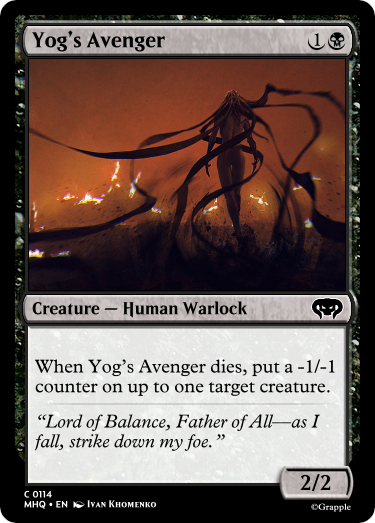 Yog's Avenger 1
Creature — Human Warlock
When Yog's Avenger dies, put a -1/-1
counter on up to one target creature.
“Lord of Balance, Father of All—as I
fall, strike down my foe.”
2/2
C 0114
MHQ • EN Ivan Khomenko
©Grapple